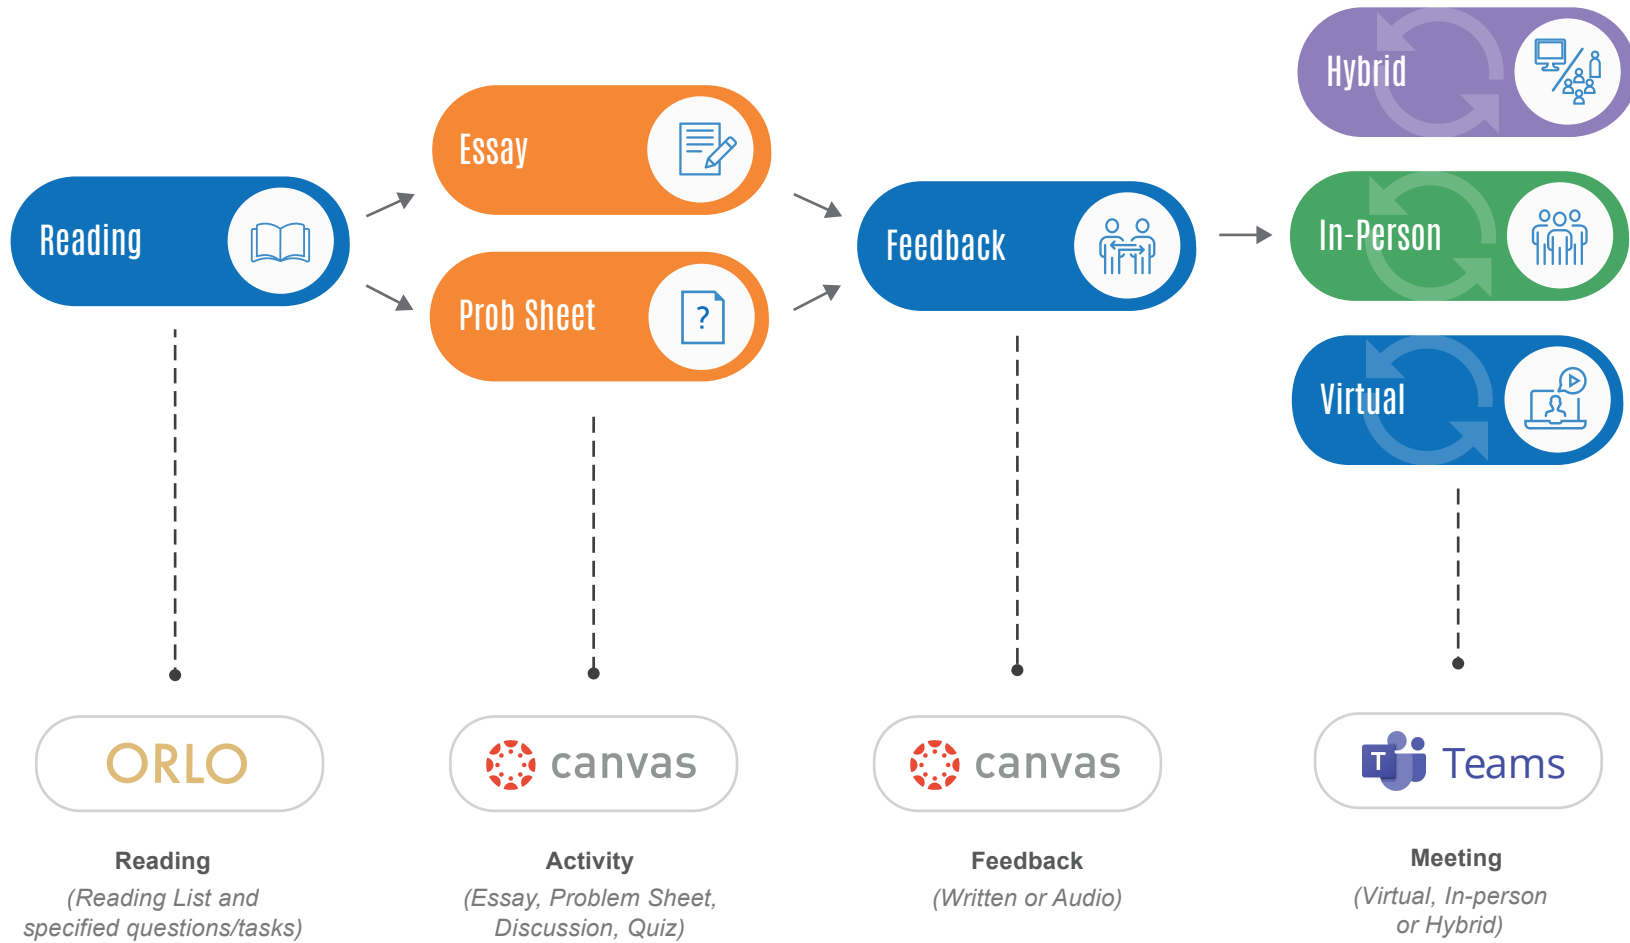 Reading
Essay
Prob Sheet
?
Feedback
Hybrid
In-Person
Virtual
ORLO
canvas
canvas
T Teams
Reading
(Reading List and
specified questions/tasks)
Activity
(Essay, Problem Sheet,
Discussion, Quiz)
Feedback
(Written or Audio)
Meeting
(Virtual, In-person
or Hybrid)